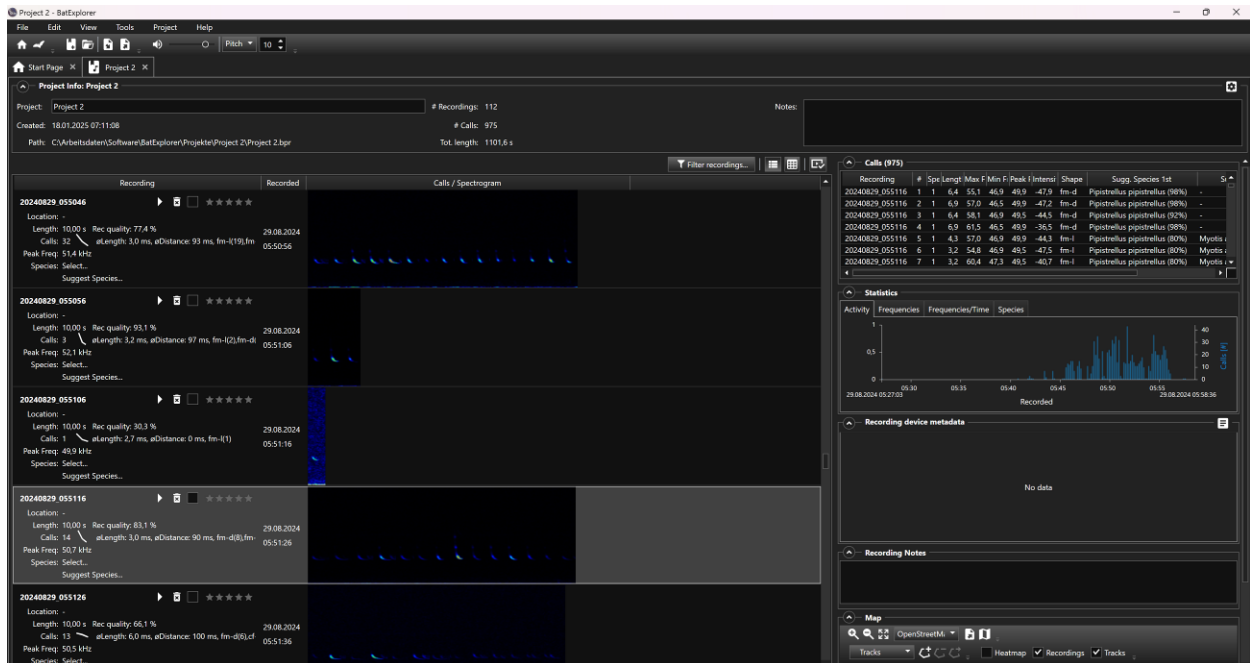 Project 2 - BatExplorer
File Edit View Tools Project Help
Pitch 10
Start Page Project 2
Project Info: Project 2
Project: Project 2 # Recordings: 112 Notes:
Created: 18.01.2025 07:11:08 # Calls: 975
Path: C:\Arbeitsdaten\Software\BatExplorer\Projekte\Project 2\Project 2.bpr Tot. length: 1101,6 s
Filter recordings...
Recording Recorded Calls / Spectrogram
20240829_055046
Location: -
Length: 10,00 s Rec quality: 77,4 %
Calls: 32 øLength: 3,0 ms, øDistance: 93 ms, fm-l(19),fm
29.08.2024
05:50:56
Peak Freq: 51,4 kHz
Species: Select...
Suggest Species...
20240829_055056
Location: -
Length: 10,00 s Rec quality: 93,1 %
Calls: 3 øLength: 3,2 ms, øDistance: 97 ms, fm-l(2),fm-d(
29.08.2024
05:51:06
Peak Freq: 52,1 kHz
Species: Select...
Suggest Species...
20240829_055106
Location: -
Length: 10,00 s Rec quality: 30,3 %
Calls: 1 øLength: 2,7 ms, øDistance: 0 ms, fm-l(1)
29.08.2024
05:51:16
Peak Freq: 49,9 kHz
Species: Select...
Suggest Species...
20240829_055116
Location: -
Length: 10,00 s Rec quality: 83,1 %
Calls: 14 øLength: 3,0 ms, øDistance: 90 ms, fm-d(8),fm-
29.08.2024
05:51:26
Peak Freq: 50,7 kHz
Species: Select...
Suggest Species...
20240829_055126
Location: -
Length: 10,00 s Rec quality: 66,1 %
Calls: 13 øLength: 6,0 ms, øDistance: 100 ms, fm-d(6),cf-
29.08.2024
05:51:36
Peak Freq: 50,5 kHz
Species: Select...
Calls (975)
Recording # Spe Lengt Max F Min F Peak Intensi Shape Sugg. Species 1st
20240829_055116 1 1 6,4 55,1 46,9 49,9 -47,9 fm-d Pipistrellus pipistrellus (98%) -
20240829_055116 2 1 6,9 57,0 46,5 49,9 -47,2 fm-d Pipistrellus pipistrellus (98%) -
20240829_055116 3 1 6,4 58,1 46,9 49,5 -44,5 fm-d Pipistrellus pipistrellus (92%) -
20240829_055116 4 1 6,9 61,5 46,5 49,9 -36,5 fm-d Pipistrellus pipistrellus (98%) -
20240829_055116 5 1 4,3 57,0 46,9 49,9 -44,3 fm-l Pipistrellus pipistrellus (80%) Myotis
20240829_055116 6 1 3,2 54,8 46,9 49,5 -47,5 fm-l Pipistrellus pipistrellus (80%) Myotis
20240829_055116 7 1 3,2 60,4 47,3 49,5 -40,7 fm-l Pipistrellus pipistrellus (80%) Myotis
Statistics
Activity Frequencies Frequencies/Time Species
1
0,5
0
40
30
20
10
0
Calls [#]
05:30 05:35 05:40 05:45 05:50 05:55
29.08.2024 05:27:03 29.08.2024 05:58:36
Recorded
Recording device metadata
No data
Recording Notes
Map
OpenStreetM
Tracks Heatmap Recordings Tracks